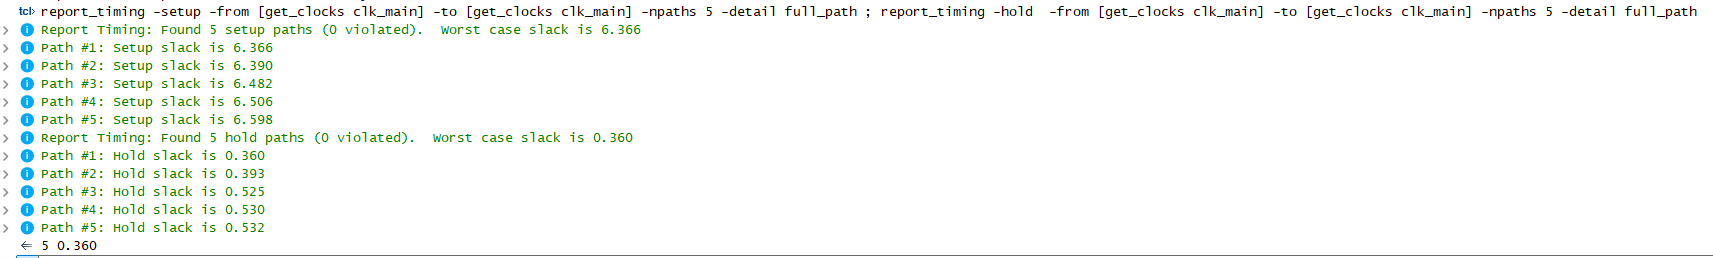 tcl> report_timing -setup -from [get_clocks clk_main] -to [get_clocks clk_main] -npaths 5 -detail full_path ; report_timing -hold  -from [get_clocks clk_main] -to [get_clocks clk_main] -npaths 5 -detail full_path
Report Timing: Found 5 setup paths (0 violated).  Worst case slack is 6.366
Path #1: Setup slack is 6.366
Path #2: Setup slack is 6.390
Path #3: Setup slack is 6.482
Path #4: Setup slack is 6.506
Path #5: Setup slack is 6.598
Report Timing: Found 5 hold paths (0 violated).  Worst case slack is 0.360
Path #1: Hold slack is 0.360
Path #2: Hold slack is 0.393
Path #3: Hold slack is 0.525
Path #4: Hold slack is 0.530
Path #5: Hold slack is 0.532
5 0.360